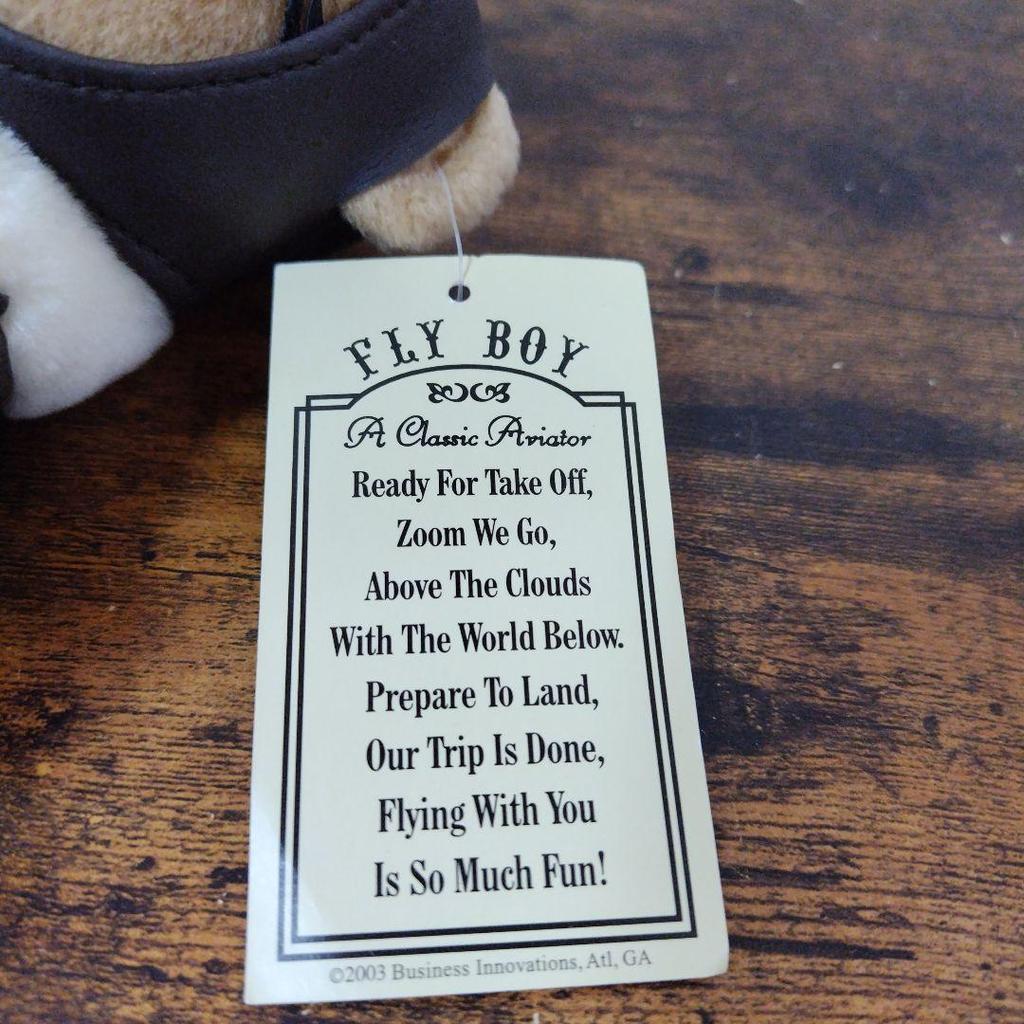 FLY BOY
A Classic Aviator
Ready For Take Off,
Zoom We Go,
Above The Clouds
With The World Below.
Prepare To Land,
Our Trip Is Done,
Flying With You
Is So Much Fun!
©2003 Business Innovations, Atl, GA